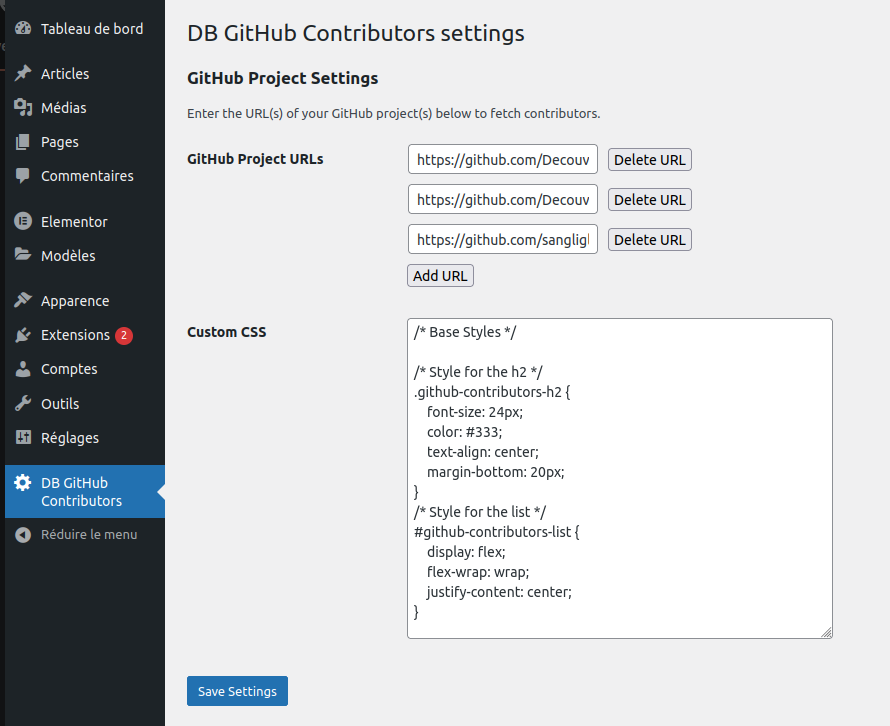 Tableau de bord
Articles
Médias
Pages
Commentaires
Elementor
Modèles
Apparence
Extensions 2
Comptes
Outils
Réglages
DB GitHub
Contributors
Réduire le menu
DB GitHub Contributors settings
GitHub Project Settings
Enter the URL(s) of your GitHub project(s) below to fetch contributors.
GitHub Project URLs
https://github.com/Decouv Delete URL
https://github.com/Decouv Delete URL
https://github.com/sanglig Delete URL
Add URL
Custom CSS
/* Base Styles */
/* Style for the h2 */
.github-contributors-h2 {
font-size: 24px;
color: #333;
text-align: center;
margin-bottom: 20px;
}
/* Style for the list */
#github-contributors-list {
display: flex;
flex-wrap: wrap;
justify-content: center;
}
Save Settings